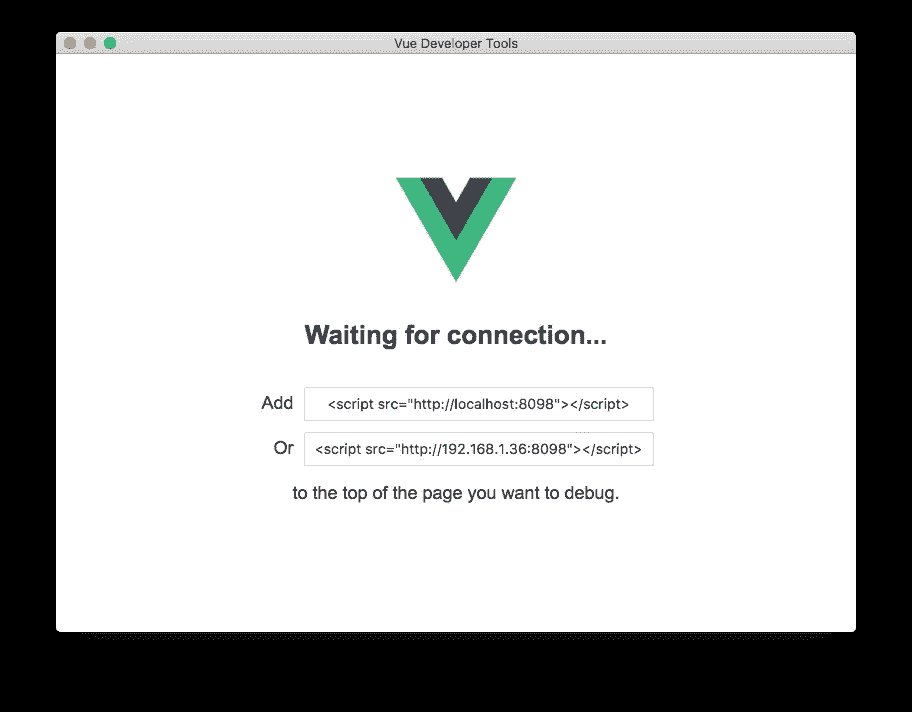 Vue Developer Tools
Waiting for connection...
Add <script src="http://localhost:8098"></script>
Or <script src="http://192.168.1.36:8098"></script>
to the top of the page you want to debug.